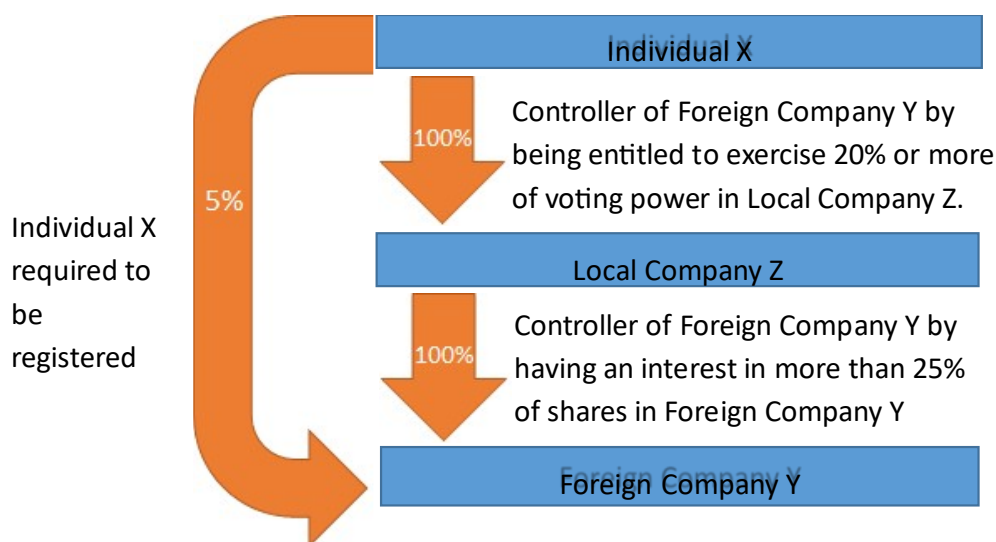 Individual X
100%
Controller of Foreign Company Y by
being entitled to exercise 20% or more
of voting power in Local Company Z.
5%
Individual X
required to
be
registered
Local Company Z
100%
Controller of Foreign Company Y by
having an interest in more than 25%
of shares in Foreign Company Y
Foreign Company Y